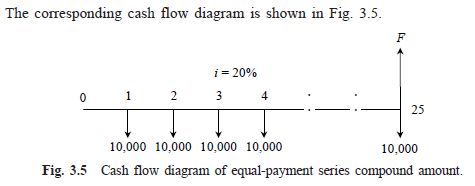 The corresponding cash flow diagram is shown in Fig. 3.5.
F
i = 20%
0 1 2 3 4 . .
25
10,000 10,000 10,000 10,000 10,000
Fig. 3.5 Cash flow diagram of equal-payment series compound amount.